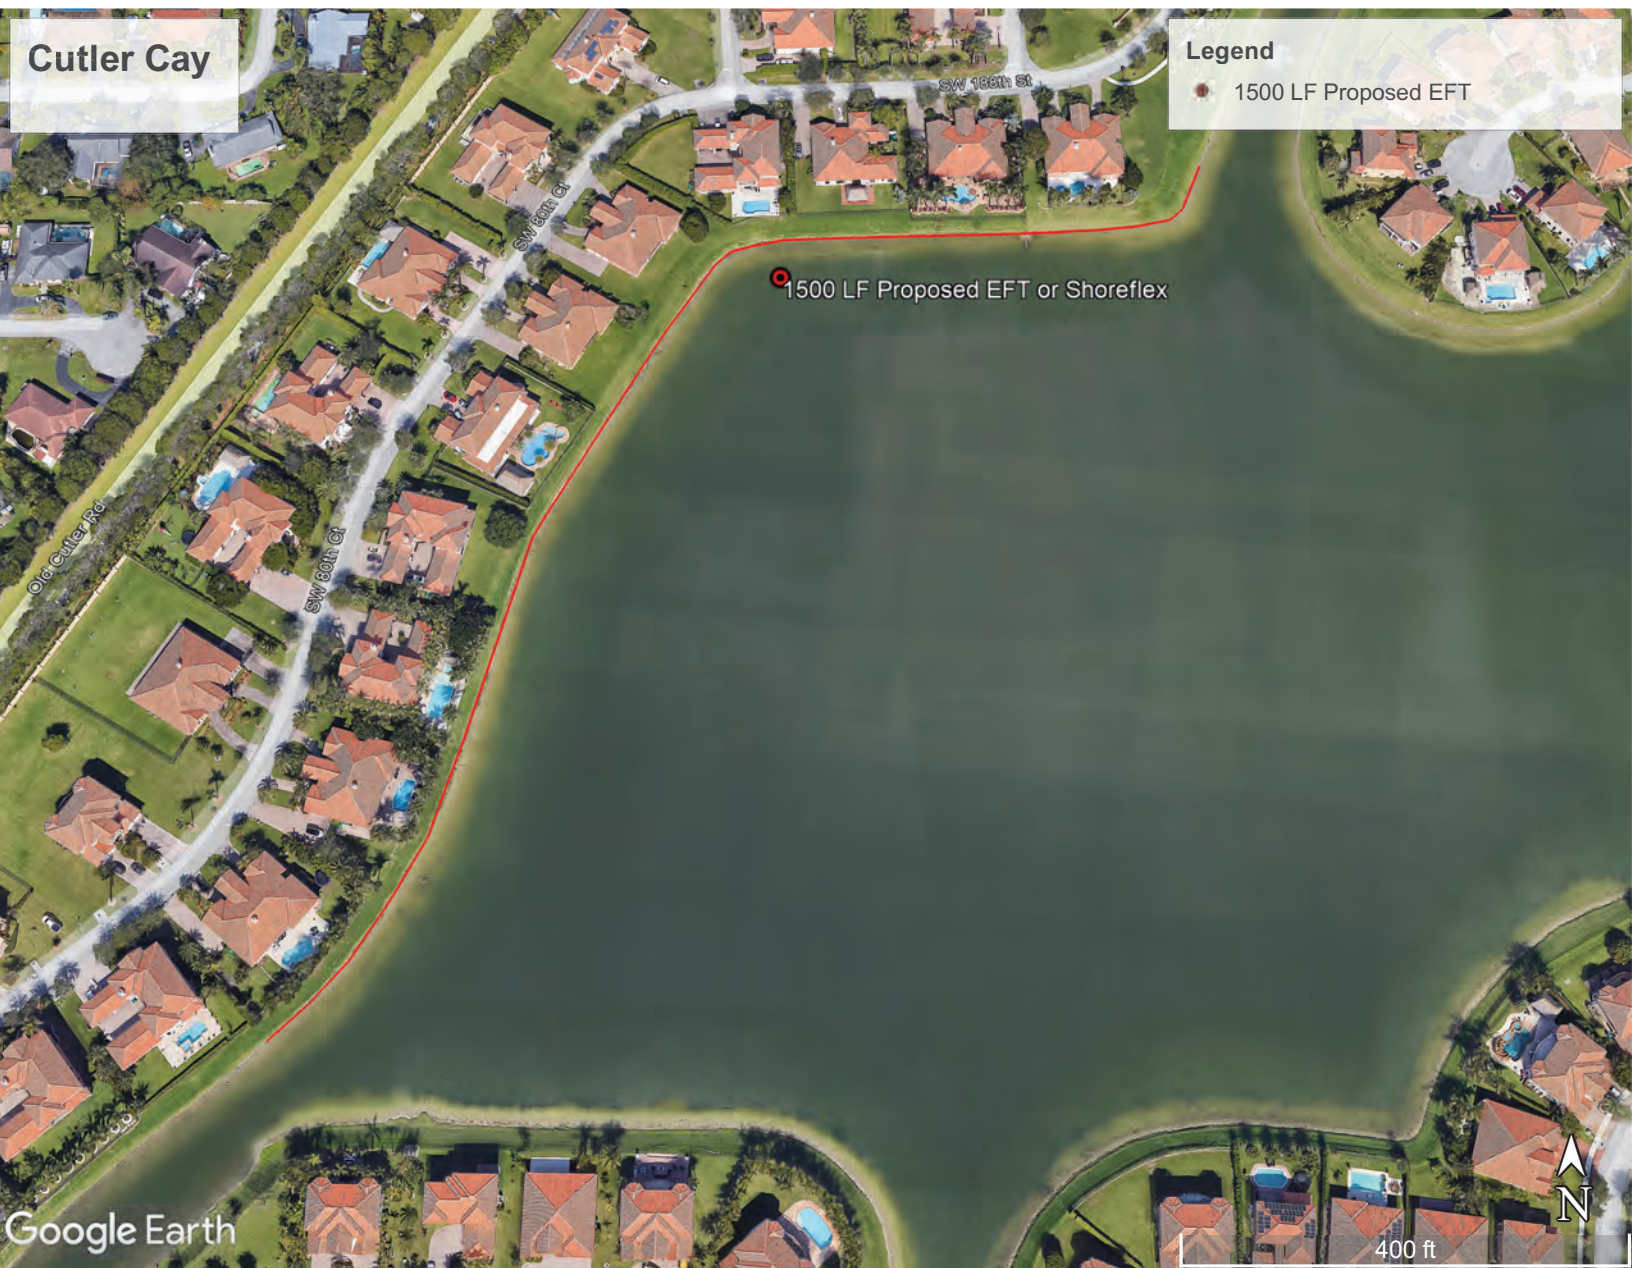 Cutler Cay
Legend
1500 LF Proposed EFT
SW 188th St
SW 80th Ct
1500 LF Proposed EFT or Shoreflex
Old Cutler Rd
SW 80th Ct
N
Google Earth
400 ft